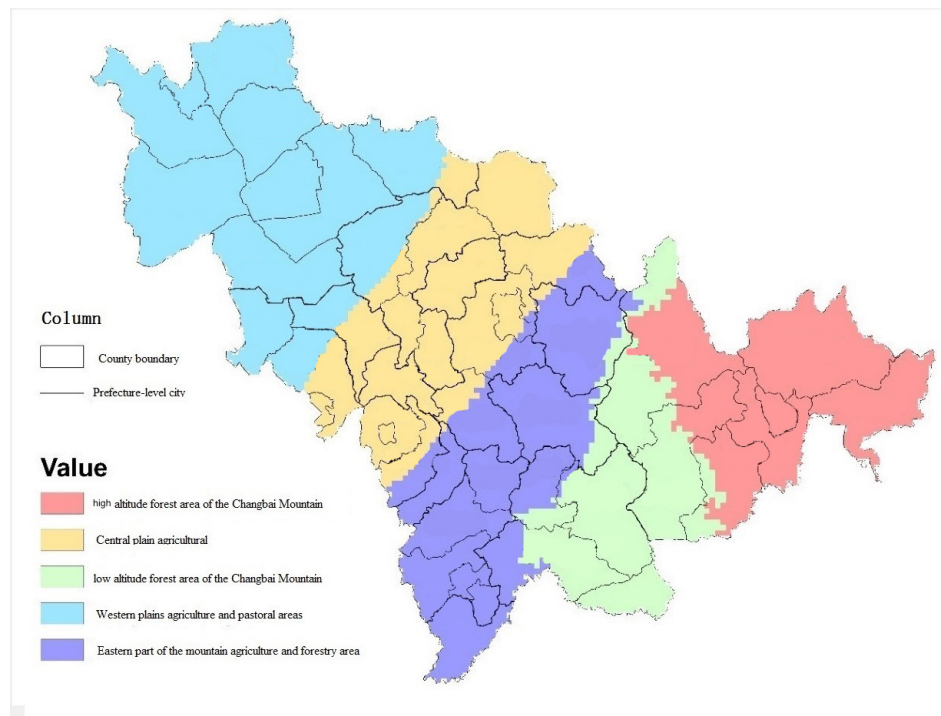 Column
County boundary
Prefecture-level city
Value
high altitude forest area of the Changbai Mountain
Central plain agricultural
low altitude forest area of the Changbai Mountain
Western plains agriculture and pastoral areas
Eastern part of the mountain agriculture and forestry area